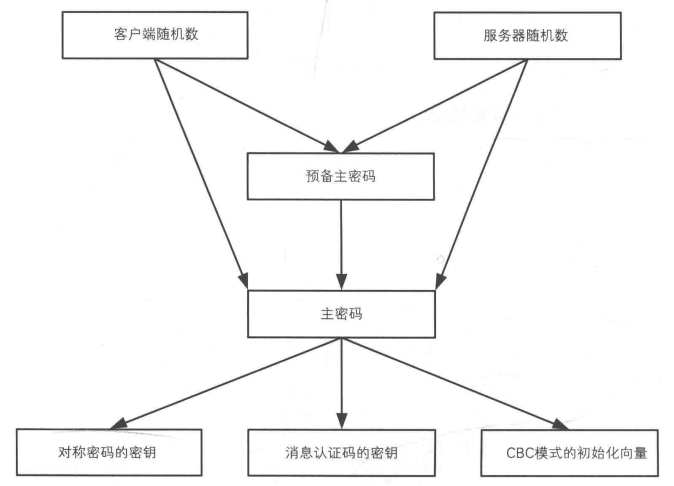 客户端随机数
服务器随机数
预备主密码
主密码
对称密码的密钥
消息认证码的密钥
CBC模式的初始化向量